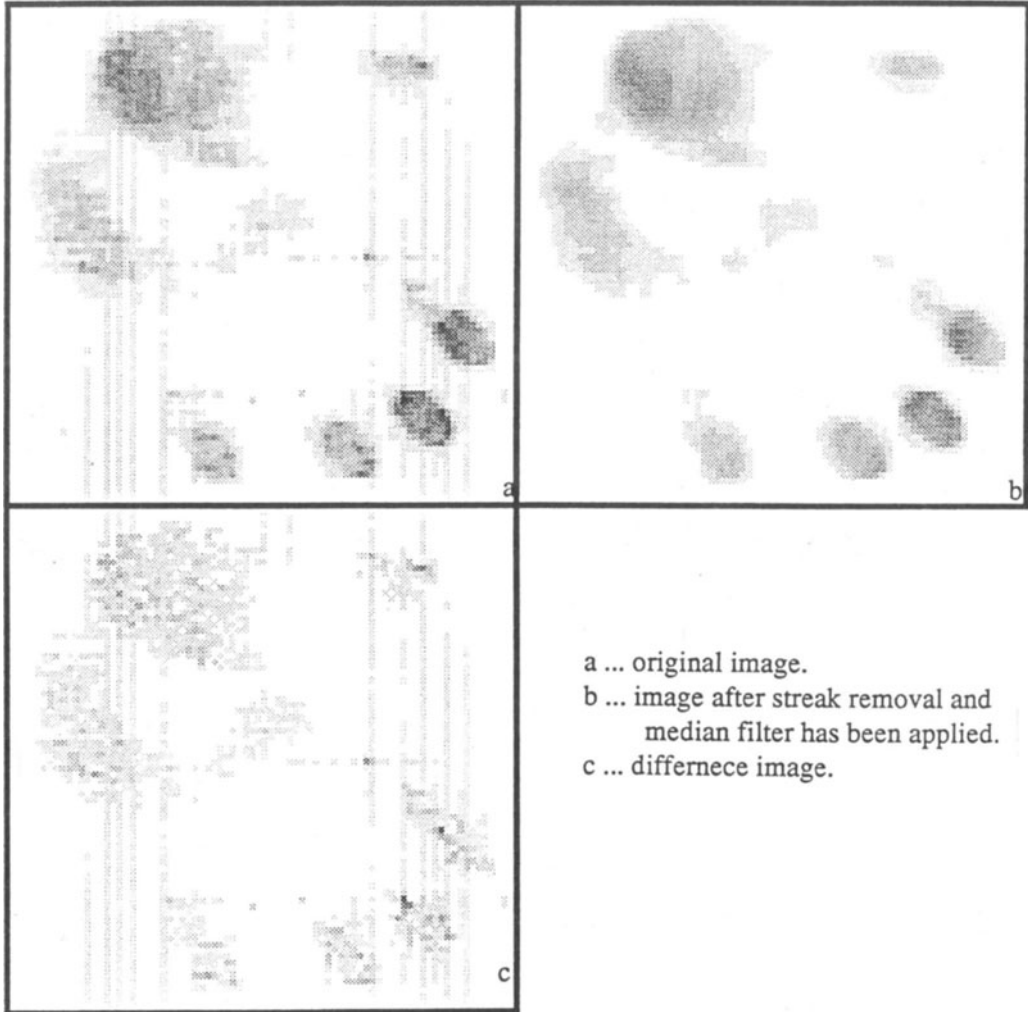 a
b
a ... original image.
b ... image after streak removal and
median filter has been applied.
c ... differnece image.
c